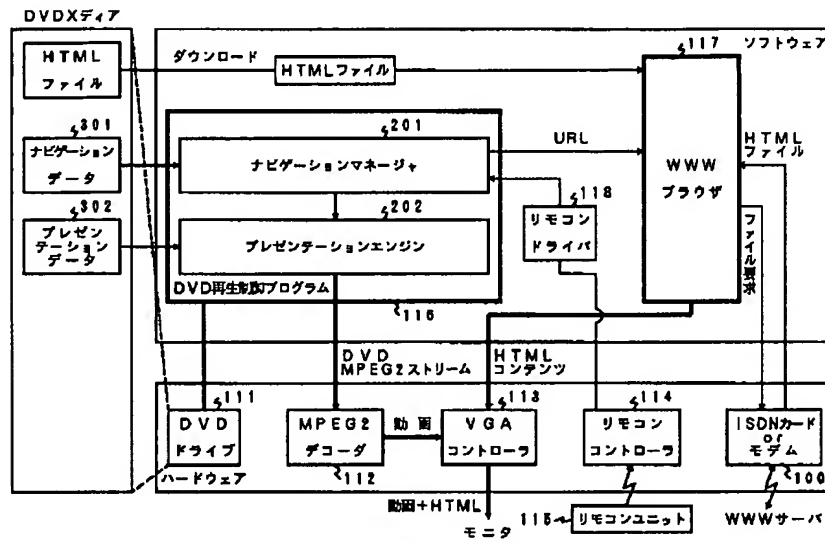 DVDメディア
HTML
ファイル
301
ナビゲーション
データ
302
プレゼン
テーション
データ
ソフトウェア
ダウンロード
HTMLファイル
117
WWW
ブラウザ
201
ナビゲーションマネージャ
URL
HTML
ファイル
202
プレゼンテーションエンジン
118
リモコン
ドライバ
ファイル要求
DVD再生制御プログラム
116
DVD
MPEG2ストリーム
HTML
コンテンツ
111
DVD
ドライブ
MPEG2
デコーダ
112
動画
113
VGA
コントローラ
114
リモコン
コントローラ
ISDNカード
or
モデム
100
ハードウェア
動画+HTML
モニタ
115
リモコンユニット
WWWサーバ